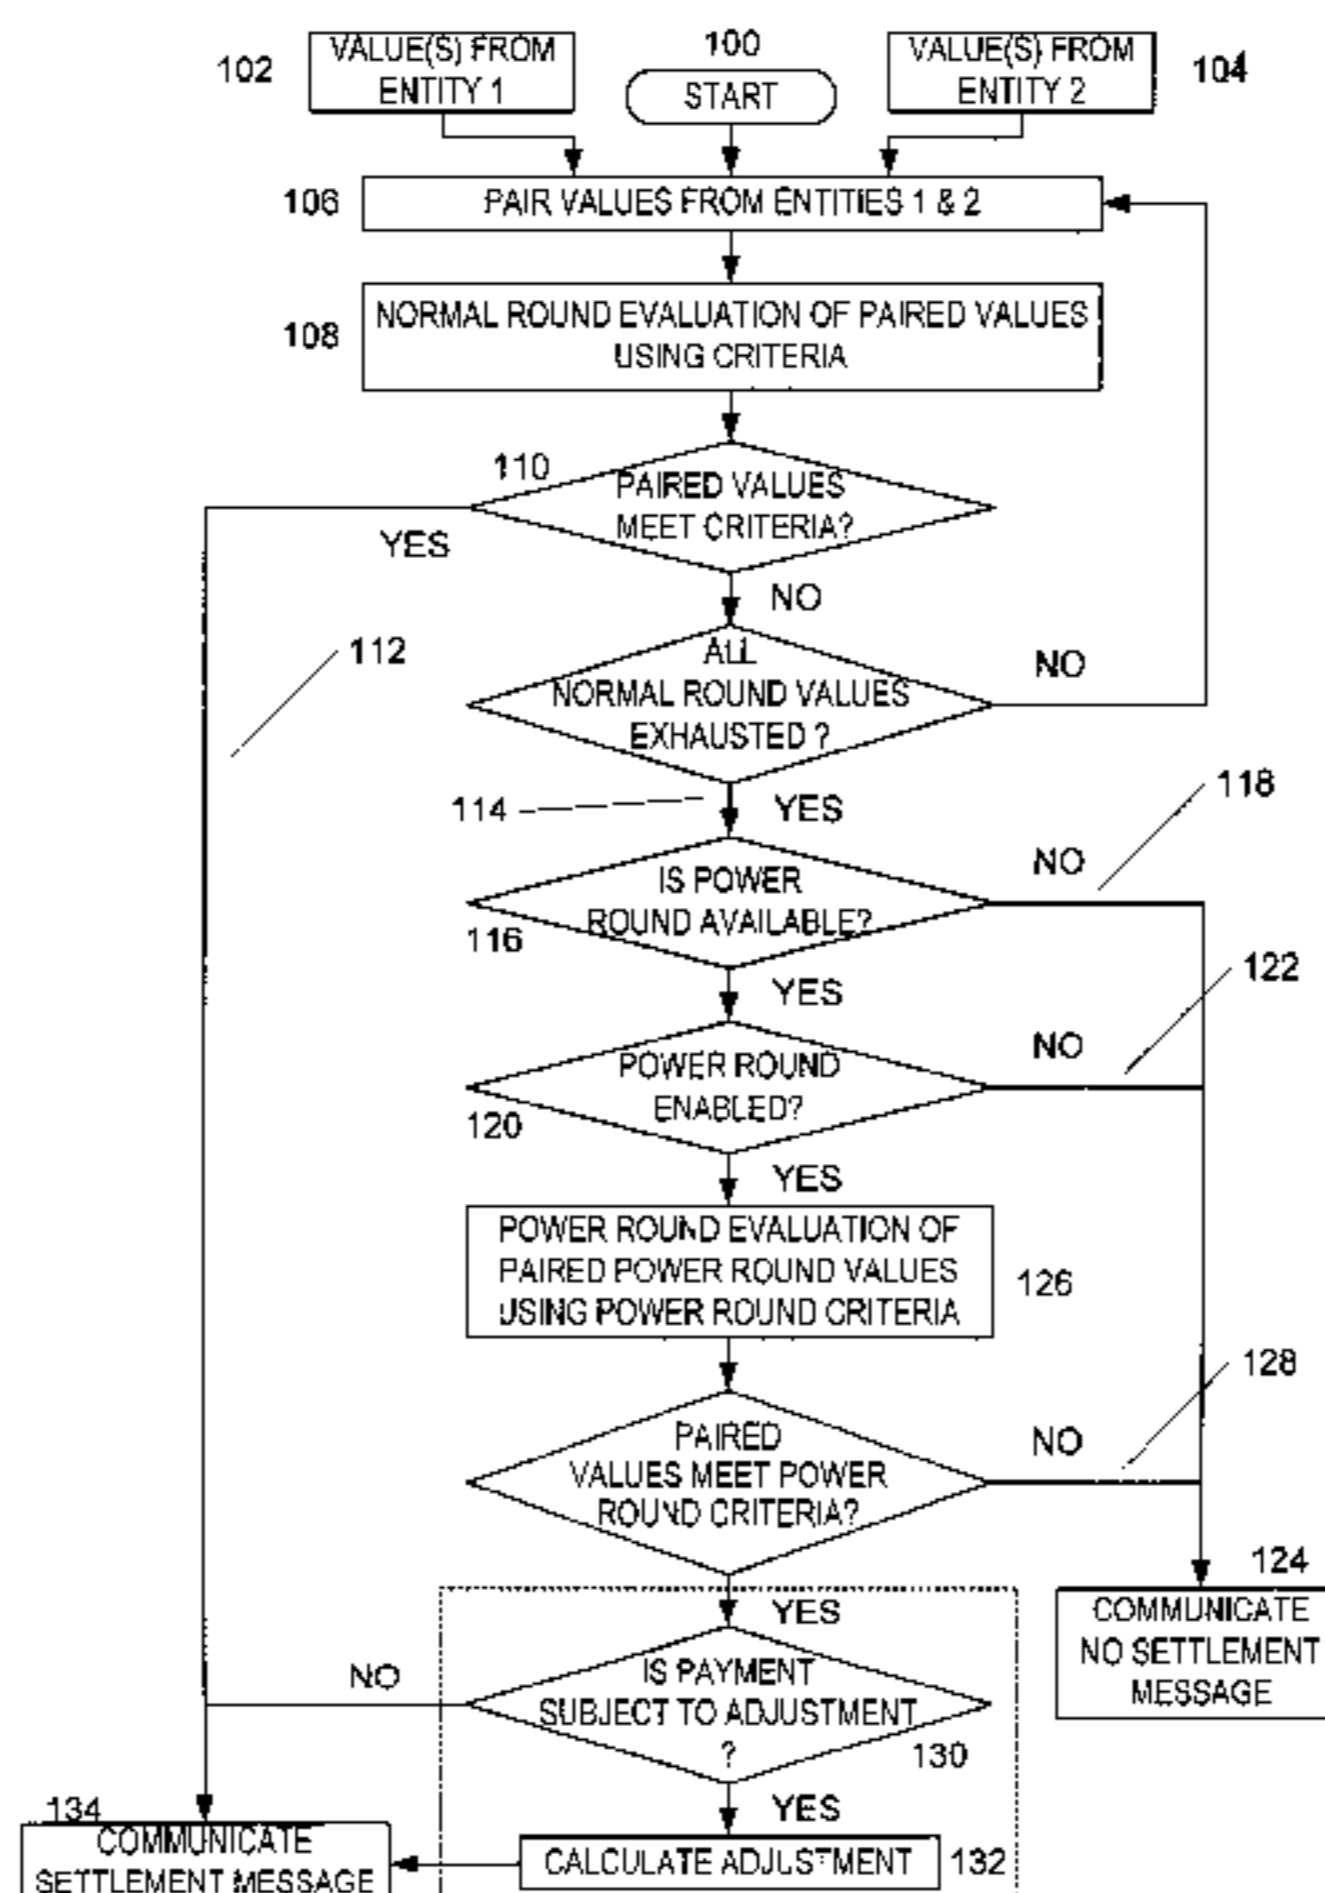 102
VALUE(S) FROM
ENTITY 1
100
START
VALUE(S) FROM
ENTITY 2
104
106
PAIR VALUES FROM ENTITIES 1 & 2
108
NORMAL ROUND EVALUATION OF PAIRED VALUES
USING CRITERIA
110
PAIRED VALUES
MEET CRITERIA?
YES
NO
112
ALL
NORMAL ROUND VALUES
EXHAUSTED ?
NO
114
YES
118
IS POWER
ROUND AVAILABLE?
NO
116
YES
122
POWER ROUND
ENABLED?
NO
120
YES
POWER ROUND EVALUATION OF
PAIRED POWER ROUND VALUES
USING POWER ROUND CRITERIA
126
128
PAIRED
VALUES MEET POWER
ROUND CRITERIA?
NO
124
COMMUNICATE
NO SETTLEMENT
MESSAGE
YES
NO
IS PAYMENT
SUBJECT TO ADJUSTMENT
?
130
YES
134
COMMUNICATE
SETTLEMENT MESSAGE
CALCULATE ADJUSTMENT
132